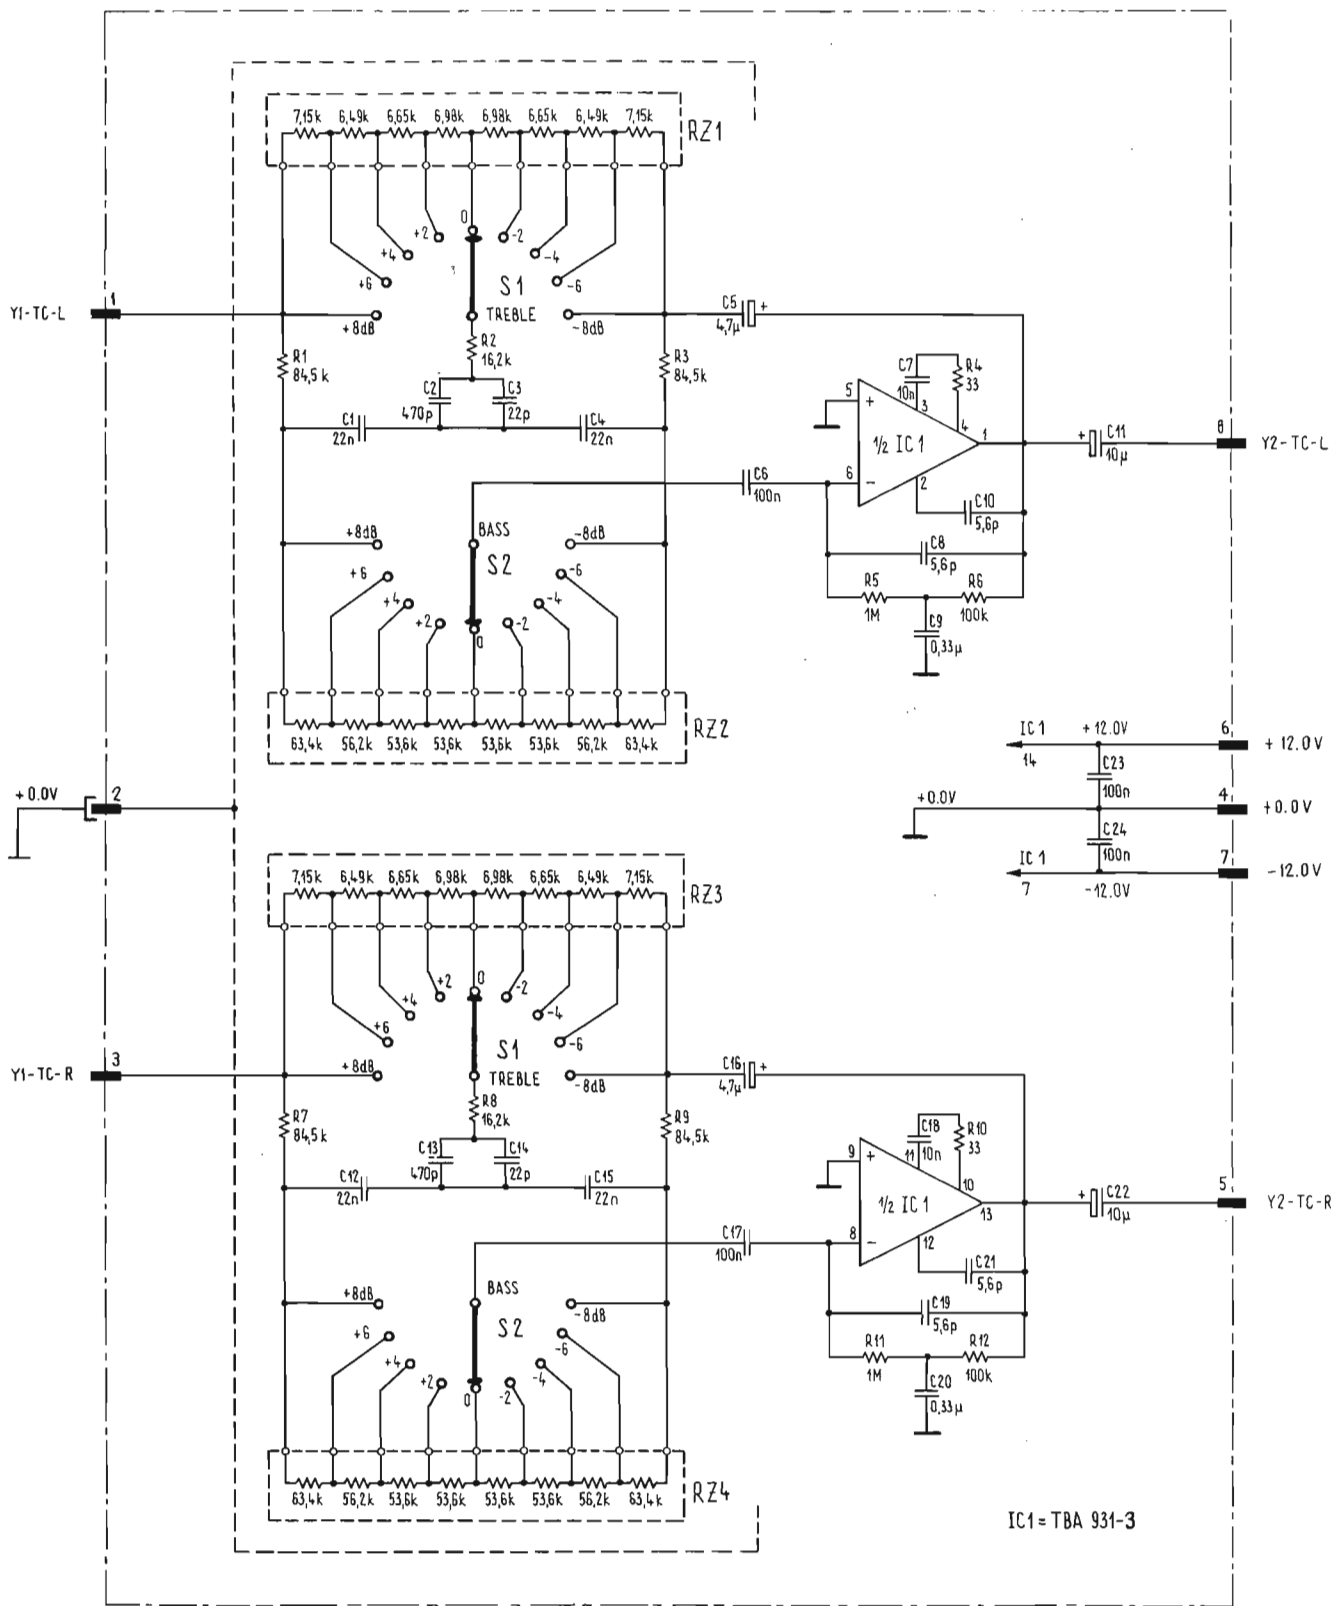 7,15k 6,49k 6,65k 6,98k 6,98k 6,65k 6,49k 7,15k
RZ1
0
+2 -2
+4 -4
+6 -6
S1
+8dB TREBLE -8dB
Y1-TC-L 1
R1 84,5k
R2 16,2k
R3 84,5k
C2 470p
C3 22p
C1 22n
C4 22n
C5 4,7µ +
C7 10n
R4 33
5 +
3
4
½ IC1
1
6 -
2
C6 100n
C10 5,6p
C8 5,6p
R5 1M
R6 100k
C9 0,33µ
+ C11 10µ
8 Y2-TC-L
BASS
+8dB -8dB
S2
+6 -6
+4 -4
+2 -2
0
63,4k 56,2k 53,6k 53,6k 53,6k 53,6k 56,2k 63,4k
RZ2
IC1 +12.0V 6 +12.0V
14
C23 100n
+0.0V 4 +0.0V
C24 100n
IC1 7 -12.0V
7 -12.0V
+0.0V 2
7,15k 6,49k 6,65k 6,98k 6,98k 6,65k 6,49k 7,15k
RZ3
0
+2 -2
+4 -4
+6 -6
S1
+8dB TREBLE -8dB
Y1-TC-R 3
R7 84,5k
R8 16,2k
R9 84,5k
C13 470p
C14 22p
C12 22n
C15 22n
C16 4,7µ +
C18 10n
R10 33
9 +
11
10
½ IC1
13
8 -
12
C17 100n
C21 5,6p
C19 5,6p
R11 1M
R12 100k
C20 0,33µ
+ C22 10µ
5 Y2-TC-R
BASS
+8dB -8dB
S2
+6 -6
+4 -4
+2 -2
0
63,4k 56,2k 53,6k 53,6k 53,6k 53,6k 56,2k 63,4k
RZ4
IC1=TBA 931-3